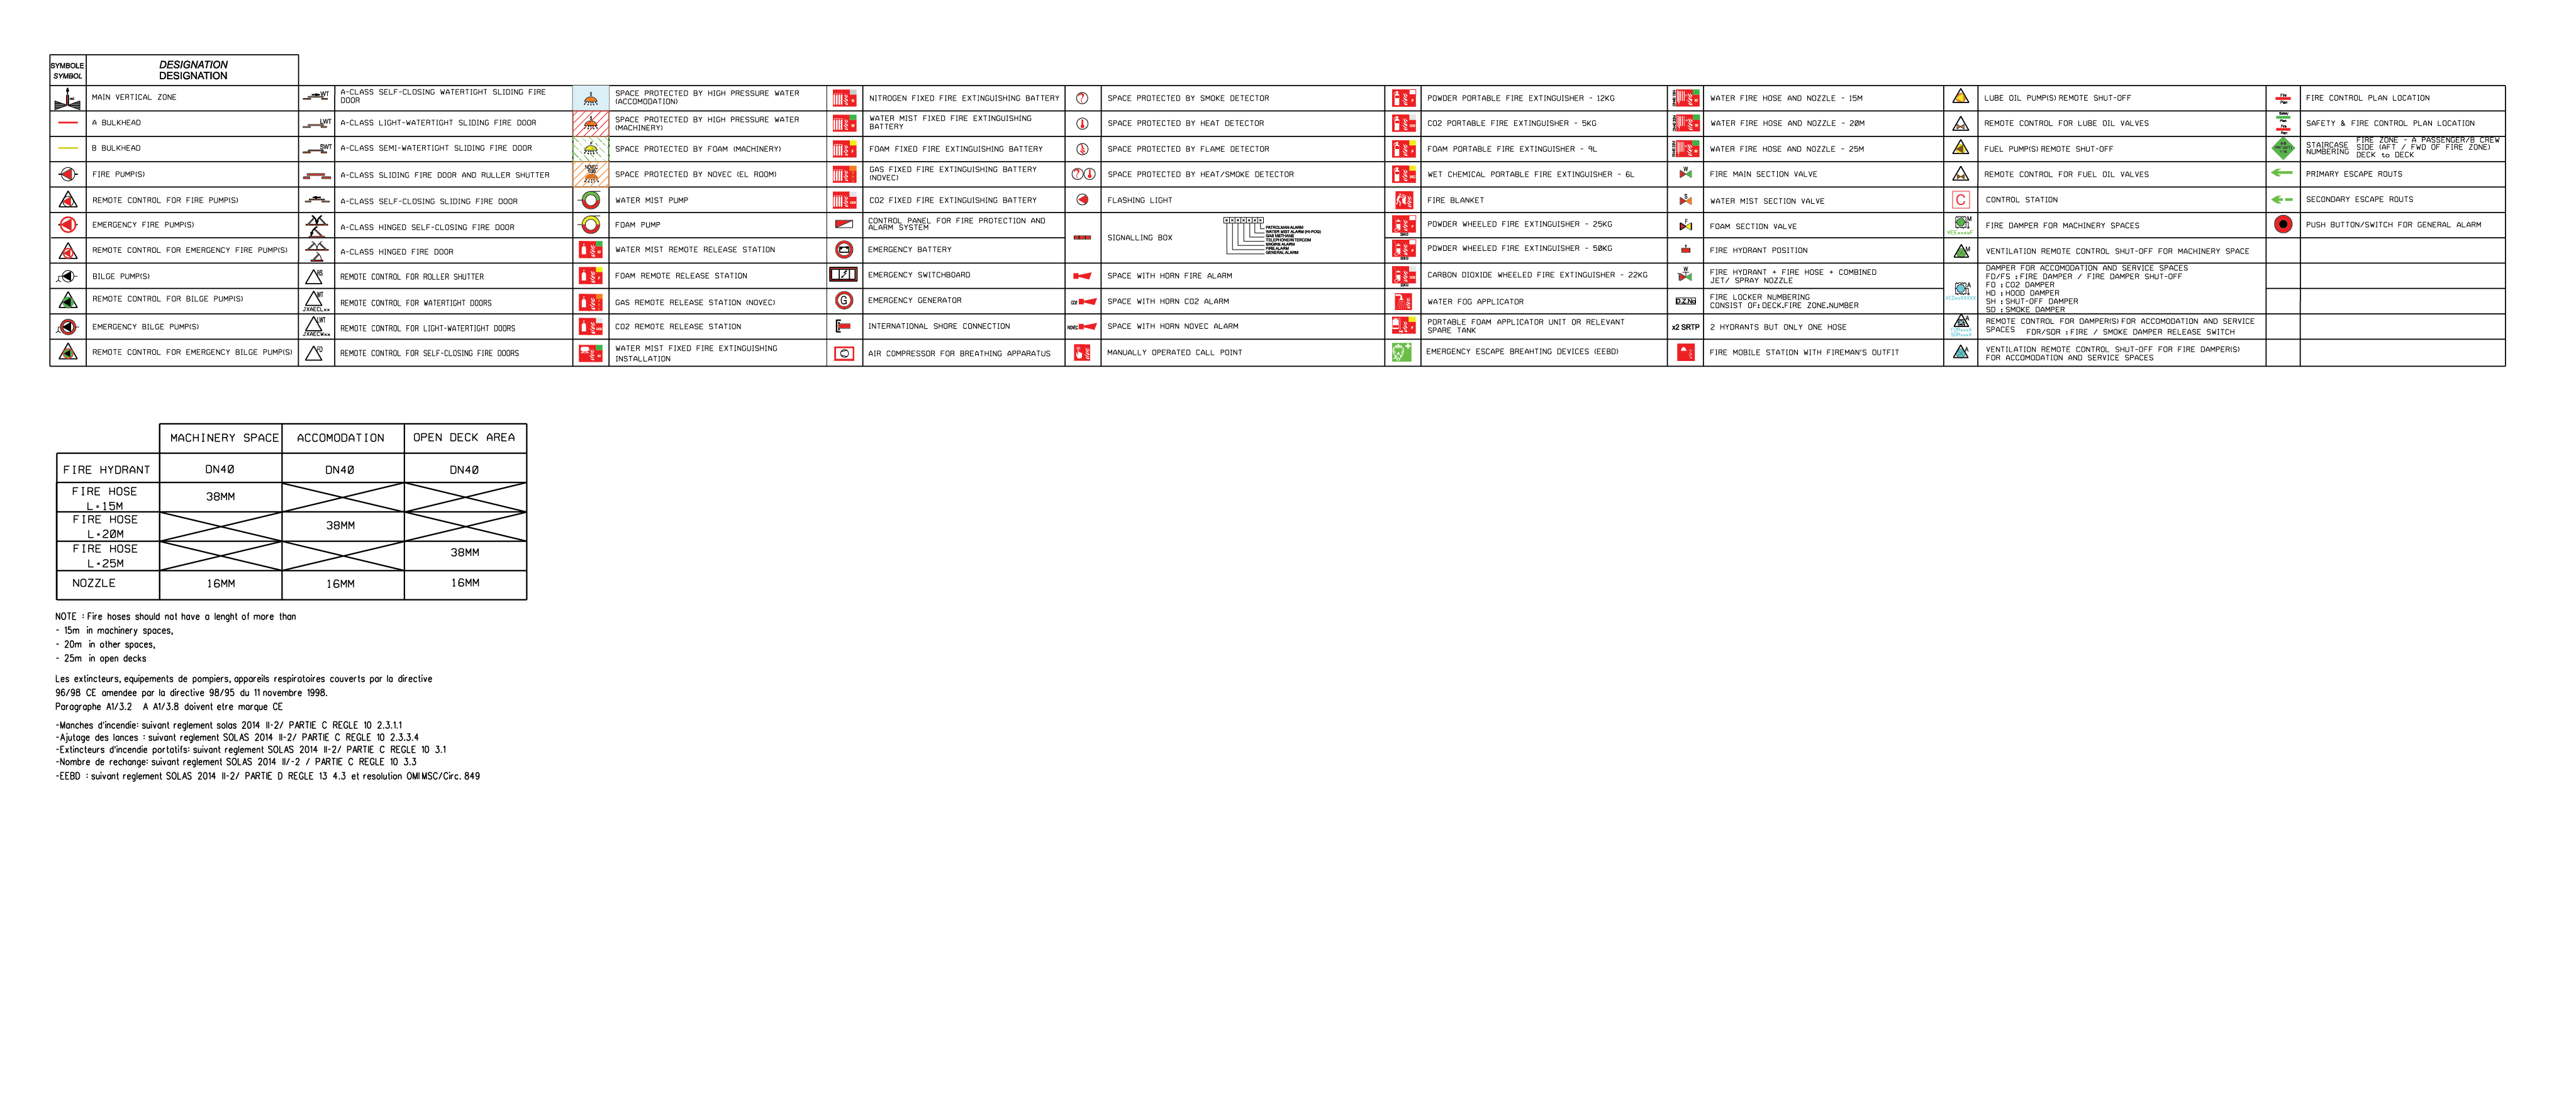 SYMBOLE
SYMBOL
DESIGNATION
DESIGNATION
MAIN VERTICAL ZONE
A BULKHEAD
B BULKHEAD
FIRE PUMP(S)
REMOTE CONTROL FOR FIRE PUMP(S)
EMERGENCY FIRE PUMP(S)
REMOTE CONTROL FOR EMERGENCY FIRE PUMP(S)
BILGE PUMP(S)
REMOTE CONTROL FOR BILGE PUMP(S)
EMERGENCY BILGE PUMP(S)
REMOTE CONTROL FOR EMERGENCY BILGE PUMP(S)
WT
A-CLASS SELF-CLOSING WATERTIGHT SLIDING FIRE
DOOR
LWT
A-CLASS LIGHT-WATERTIGHT SLIDING FIRE DOOR
SWT
A-CLASS SEMI-WATERTIGHT SLIDING FIRE DOOR
A-CLASS SLIDING FIRE DOOR AND RULLER SHUTTER
A-CLASS SELF-CLOSING SLIDING FIRE DOOR
A-CLASS HINGED SELF-CLOSING FIRE DOOR
A-CLASS HINGED FIRE DOOR
RS
REMOTE CONTROL FOR ROLLER SHUTTER
WT
JXAECL××
REMOTE CONTROL FOR WATERTIGHT DOORS
LWT
JXAECW××
REMOTE CONTROL FOR LIGHT-WATERTIGHT DOORS
FD
REMOTE CONTROL FOR SELF-CLOSING FIRE DOORS
SPACE PROTECTED BY HIGH PRESSURE WATER
(ACCOMODATION)
SPACE PROTECTED BY HIGH PRESSURE WATER
(MACHINERY)
SPACE PROTECTED BY FOAM (MACHINERY)
NOVEC
SPACE PROTECTED BY NOVEC (EL ROOM)
WATER MIST PUMP
FOAM PUMP
WATER MIST REMOTE RELEASE STATION
FOAM REMOTE RELEASE STATION
GAS REMOTE RELEASE STATION (NOVEC)
CO2 REMOTE RELEASE STATION
WATER MIST FIXED FIRE EXTINGUISHING
INSTALLATION
NITROGEN FIXED FIRE EXTINGUISHING BATTERY
WATER MIST FIXED FIRE EXTINGUISHING
BATTERY
FOAM FIXED FIRE EXTINGUISHING BATTERY
GAS FIXED FIRE EXTINGUISHING BATTERY
(NOVEC)
CO2 FIXED FIRE EXTINGUISHING BATTERY
CONTROL PANEL FOR FIRE PROTECTION AND
ALARM SYSTEM
EMERGENCY BATTERY
EMERGENCY SWITCHBOARD
G
EMERGENCY GENERATOR
INTERNATIONAL SHORE CONNECTION
AIR COMPRESSOR FOR BREATHING APPARATUS
SPACE PROTECTED BY SMOKE DETECTOR
SPACE PROTECTED BY HEAT DETECTOR
SPACE PROTECTED BY FLAME DETECTOR
SPACE PROTECTED BY HEAT/SMOKE DETECTOR
FLASHING LIGHT
SIGNALLING BOX
PATROLMAN ALARM
WATER MIST ALARM (HI-FOG)
GAS METHANE
TELEPHONE/INTERCOM
ENGINE ALARM
FIRE ALARM
GENERAL ALARM
SPACE WITH HORN FIRE ALARM
CO2
SPACE WITH HORN CO2 ALARM
NOVEC
SPACE WITH HORN NOVEC ALARM
MANUALLY OPERATED CALL POINT
POWDER PORTABLE FIRE EXTINGUISHER - 12KG
CO2 PORTABLE FIRE EXTINGUISHER - 5KG
FOAM PORTABLE FIRE EXTINGUISHER - 9L
WET CHEMICAL PORTABLE FIRE EXTINGUISHER - 6L
FIRE BLANKET
POWDER WHEELED FIRE EXTINGUISHER - 25KG
POWDER WHEELED FIRE EXTINGUISHER - 50KG
CARBON DIOXIDE WHEELED FIRE EXTINGUISHER - 22KG
WATER FOG APPLICATOR
PORTABLE FOAM APPLICATOR UNIT OR RELEVANT
SPARE TANK
EMERGENCY ESCAPE BREAHTING DEVICES (EEBD)
WATER FIRE HOSE AND NOZZLE - 15M
WATER FIRE HOSE AND NOZZLE - 20M
WATER FIRE HOSE AND NOZZLE - 25M
W
FIRE MAIN SECTION VALVE
S
WATER MIST SECTION VALVE
F
FOAM SECTION VALVE
FIRE HYDRANT POSITION
W
FIRE HYDRANT + FIRE HOSE + COMBINED
JET/ SPRAY NOZZLE
D.Z.No
FIRE LOCKER NUMBERING
CONSIST OF: DECK.FIRE ZONE.NUMBER
x2 SRTP
2 HYDRANTS BUT ONLY ONE HOSE
FIRE MOBILE STATION WITH FIREMAN'S OUTFIT
LUBE OIL PUMP(S) REMOTE SHUT-OFF
REMOTE CONTROL FOR LUBE OIL VALVES
FUEL PUMP(S) REMOTE SHUT-OFF
REMOTE CONTROL FOR FUEL OIL VALVES
C
CONTROL STATION
M
FIRE DAMPER FOR MACHINERY SPACES
M
VENTILATION REMOTE CONTROL SHUT-OFF FOR MACHINERY SPACE
A
DAMPER FOR ACCOMODATION AND SERVICE SPACES
FD/FS : FIRE DAMPER / FIRE DAMPER SHUT-OFF
FO : CO2 DAMPER
HD : HOOD DAMPER
SH : SHUT-OFF DAMPER
SD : SMOKE DAMPER
A
REMOTE CONTROL FOR DAMPER(S) FOR ACCOMODATION AND SERVICE
SPACES FDR/SDR : FIRE / SMOKE DAMPER RELEASE SWITCH
A
VENTILATION REMOTE CONTROL SHUT-OFF FOR FIRE DAMPER(S)
FOR ACCOMODATION AND SERVICE SPACES
Fire
Plan
FIRE CONTROL PLAN LOCATION
Safety
Plan
Fire
Plan
SAFETY & FIRE CONTROL PLAN LOCATION
STAIRCASE
NUMBERING
FIRE ZONE - A PASSENGER/B CREW
SIDE (AFT / FWD OF FIRE ZONE)
DECK to DECK
PRIMARY ESCAPE ROUTS
SECONDARY ESCAPE ROUTS
PUSH BUTTON/SWITCH FOR GENERAL ALARM
MACHINERY SPACE ACCOMODATION OPEN DECK AREA
FIRE HYDRANT DN40 DN40 DN40
FIRE HOSE
L=15M
38MM
FIRE HOSE
L=20M
38MM
FIRE HOSE
L=25M
38MM
NOZZLE 16MM 16MM 16MM
NOTE : Fire hoses should not have a lenght of more than
- 15m in machinery spaces,
- 20m in other spaces,
- 25m in open decks
Les extincteurs, equipements de pompiers, appareils respiratoires couverts par la directive
96/98 CE amendee par la directive 98/95 du 11 novembre 1998.
Paragraphe A1/3.2 A A1/3.8 doivent etre marque CE
-Manches d'incendie: suivant reglement solas 2014 II-2/ PARTIE C REGLE 10 2.3.1.1
-Ajutage des lances : suivant reglement SOLAS 2014 II-2/ PARTIE C REGLE 10 2.3.3.4
-Extincteurs d'incendie portatifs: suivant reglement SOLAS 2014 II-2/ PARTIE C REGLE 10 3.1
-Nombre de rechange: suivant reglement SOLAS 2014 II/-2 / PARTIE C REGLE 10 3.3
-EEBD : suivant reglement SOLAS 2014 II-2/ PARTIE D REGLE 13 4.3 et resolution OMI MSC/Circ. 849